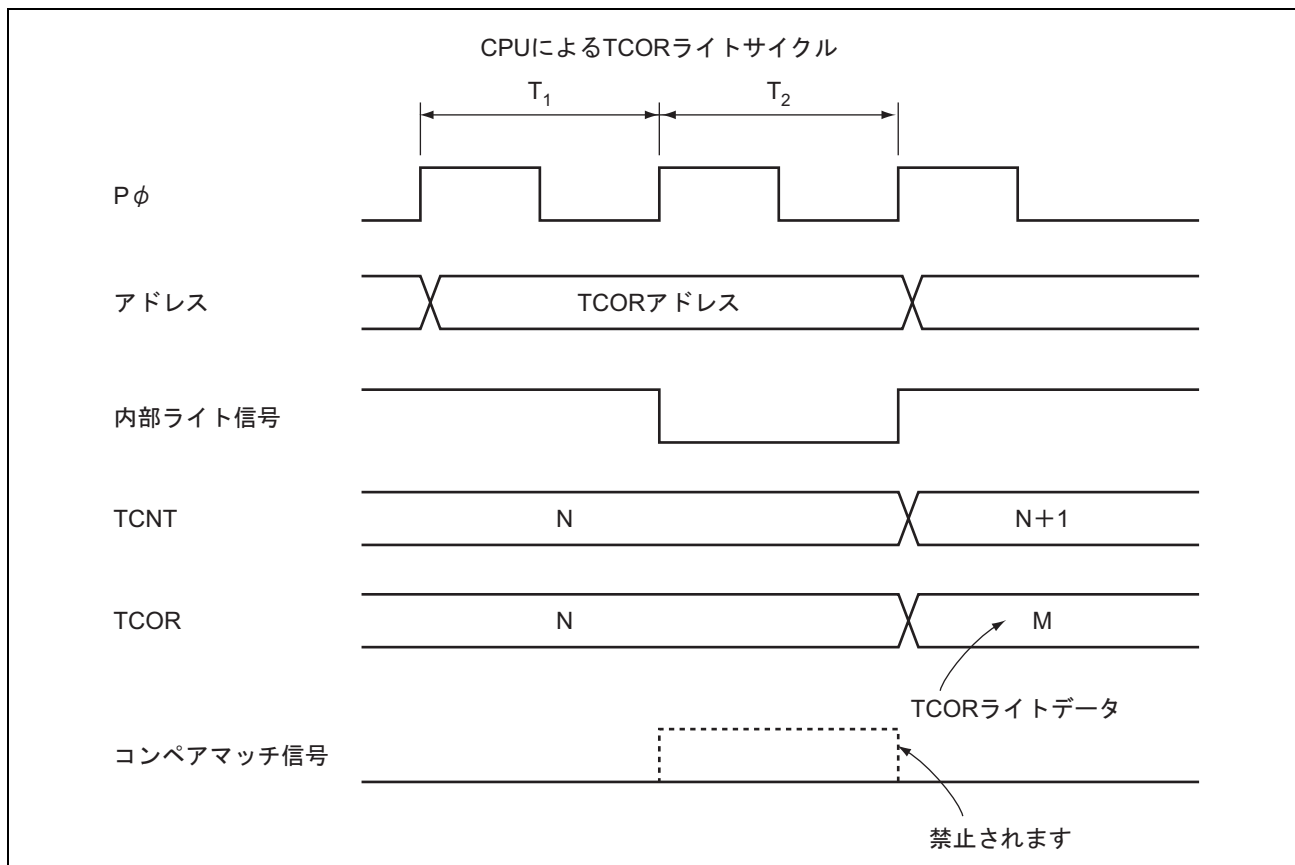 CPUによるTCORライトサイクル
T1 T2
Pφ
アドレス TCORアドレス
内部ライト信号
TCNT N N+1
TCOR N M
TCORライトデータ
コンペアマッチ信号
禁止されます